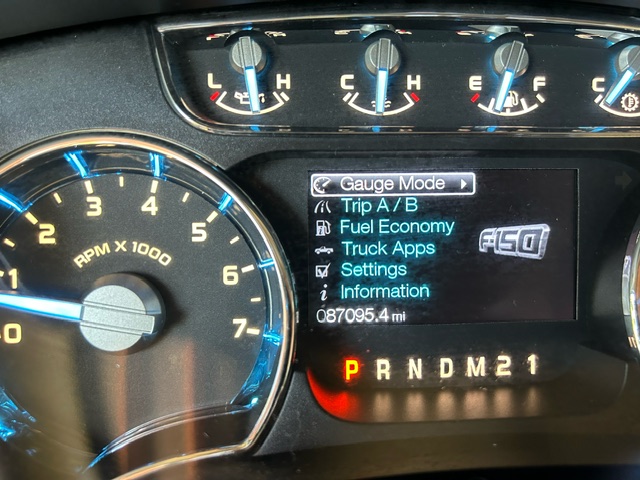 L H C H E F C
Gauge Mode
Trip A / B
Fuel Economy
Truck Apps
Settings
i Information
F-150
087095.4 mi
P R N D M 2 1
0 1 2 3 4 5 6 7
RPM X 1000